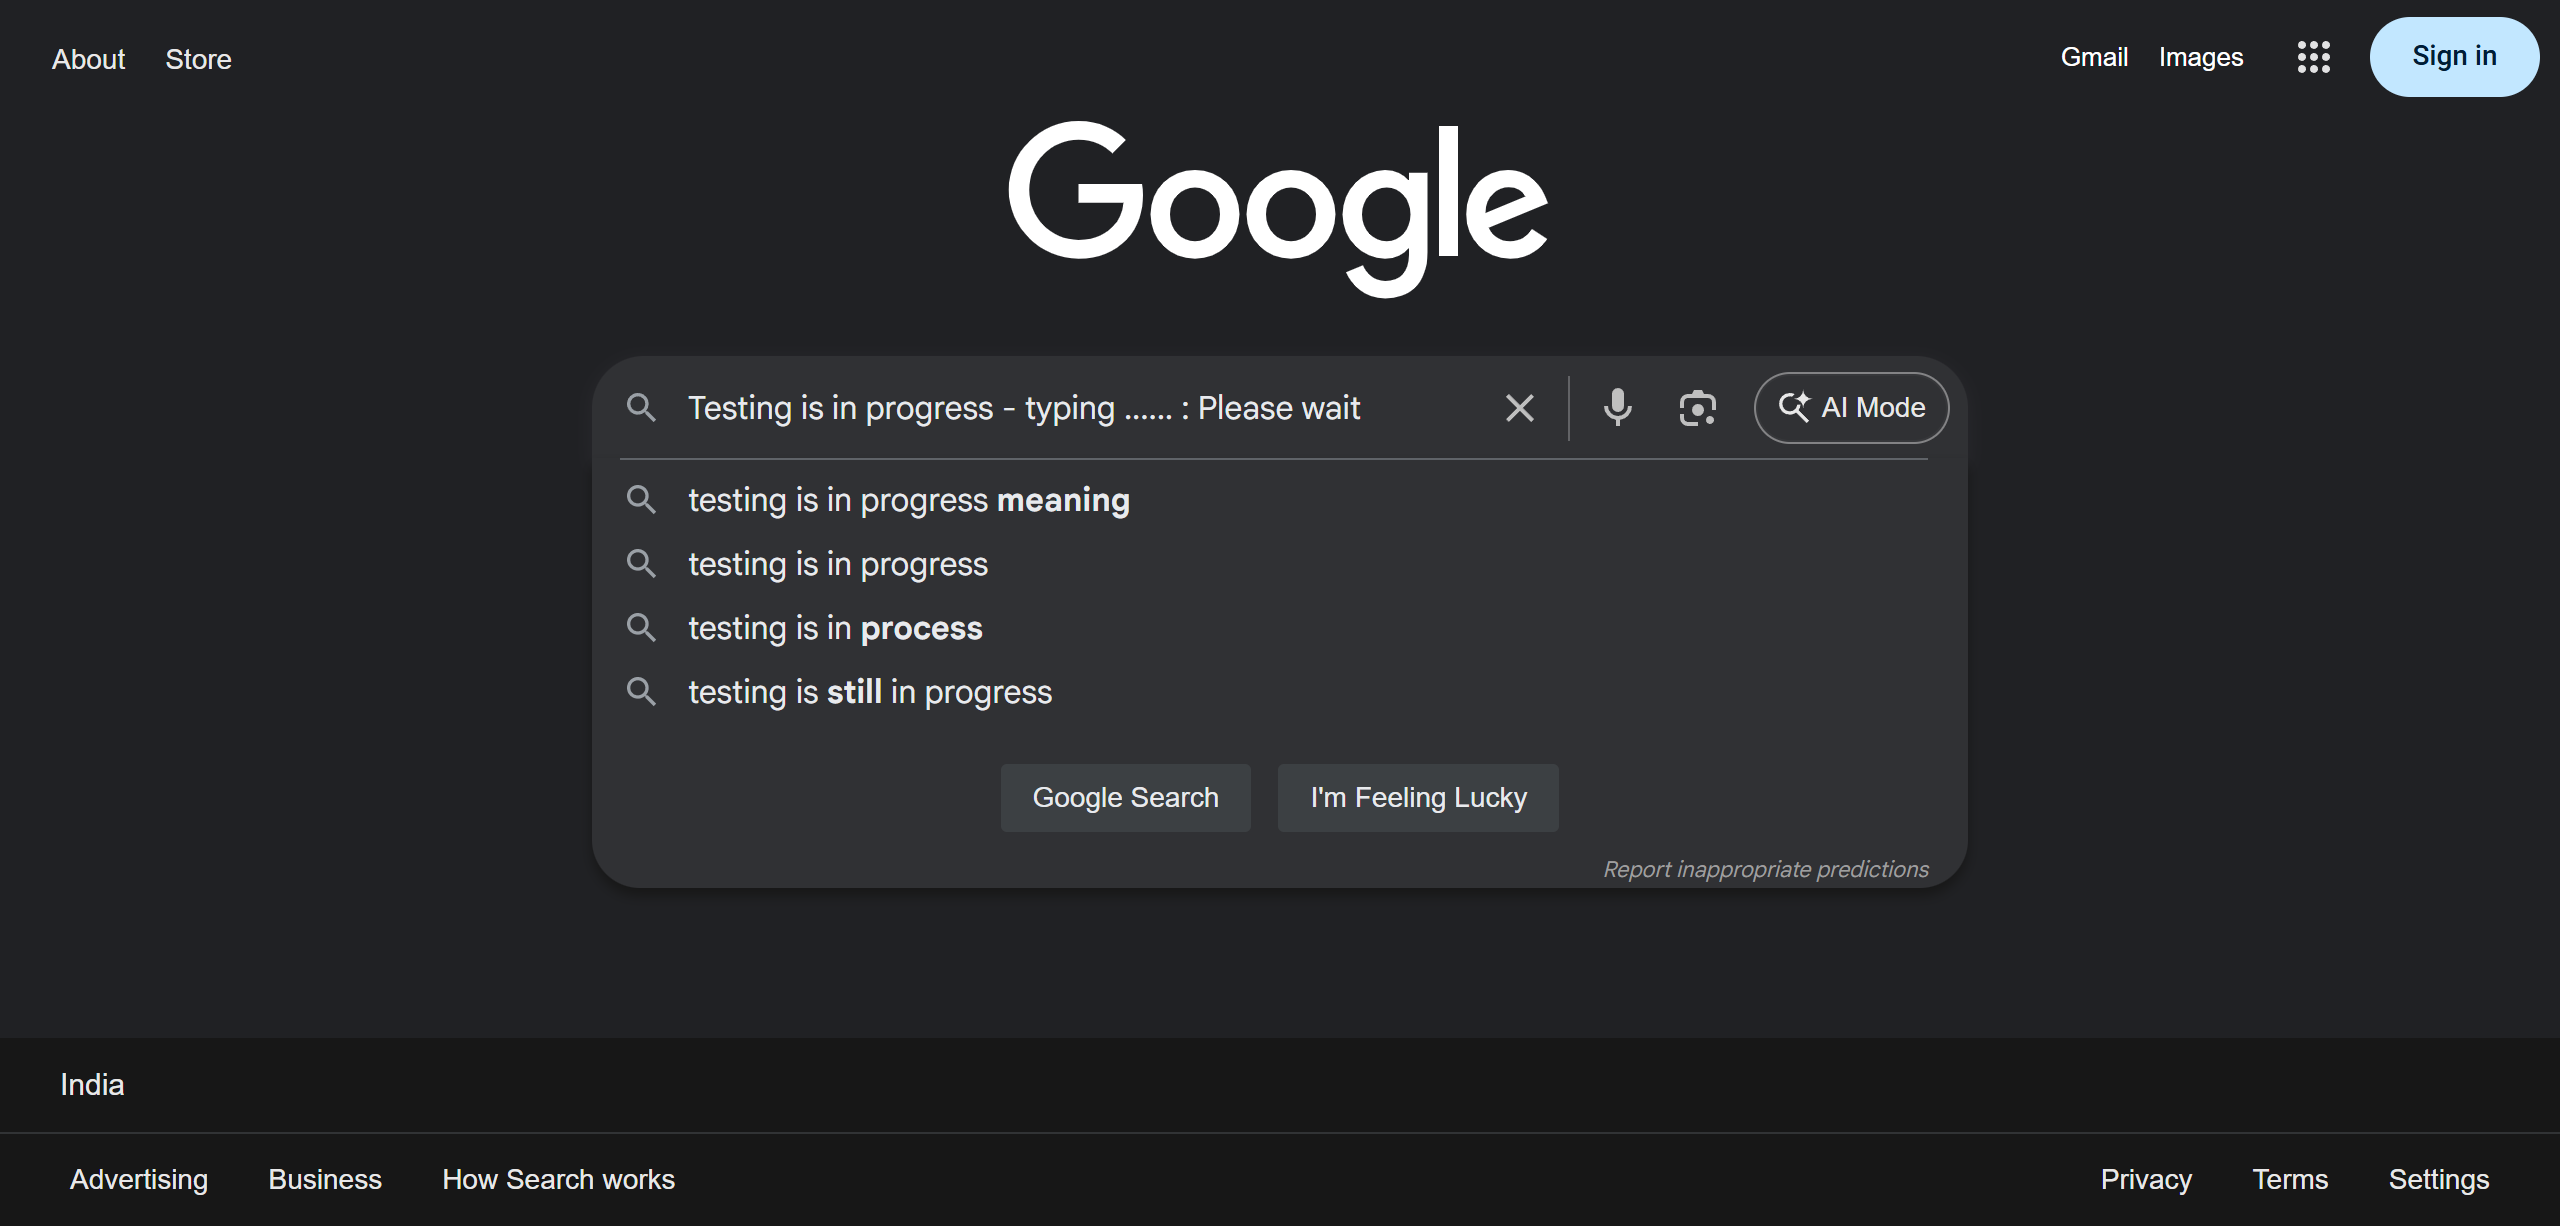 About Store Gmail Images Sign in
Google
Testing is in progress - typing ...... : Please wait AI Mode
testing is in progress meaning
testing is in progress
testing is in process
testing is still in progress
Google Search I'm Feeling Lucky
Report inappropriate predictions
India
Advertising Business How Search works Privacy Terms Settings